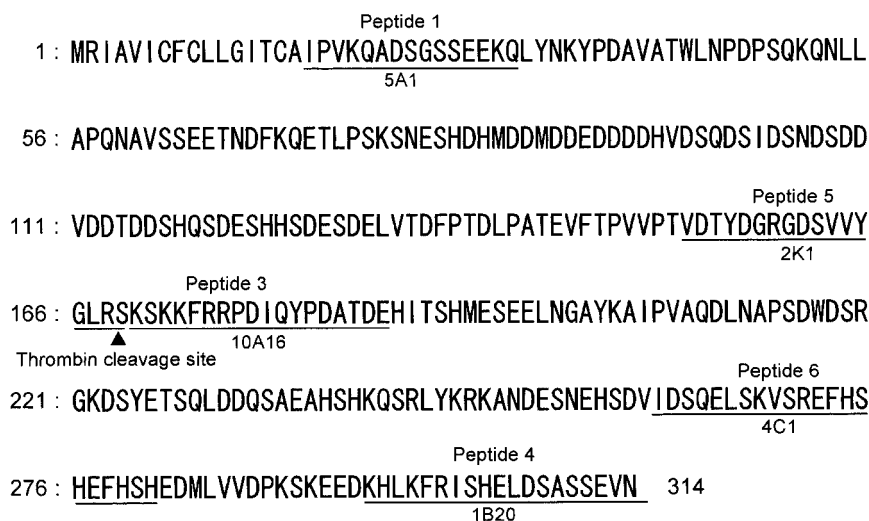 Peptide 1
1 : MRIAVICFCLLGITCAIPVKQADSGSSEEKQLYNKYPDAVATWLNPDPSQKQNLL
5A1
56 : APQNAVSSEETNDFKQETLPSKSNESHDHMDDMDDEDDDDHVDSQDSIDSNDSDD
111 : VDDTDDSHQSDESHHSDESDELVTDFPTDLPATEVFTPVVPTVDTYDGRGDSVVY
Peptide 5
2K1
Peptide 3
166 : GLRSKSKKFRRPDIQYPDATDEHITSHMESEELNGAYKAIPVAQDLNAPSDWDSR
10A16
Thrombin cleavage site
221 : GKDSYETSQLDDQSAEAHSHKQSRLYKRKANDESNEHSDVIDSQELSKVSREFHS
Peptide 6
4C1
Peptide 4
276 : HEFHSHEDMLVVDPKSKEEDKHLKFRISHELDSASSEVN 314
1B20